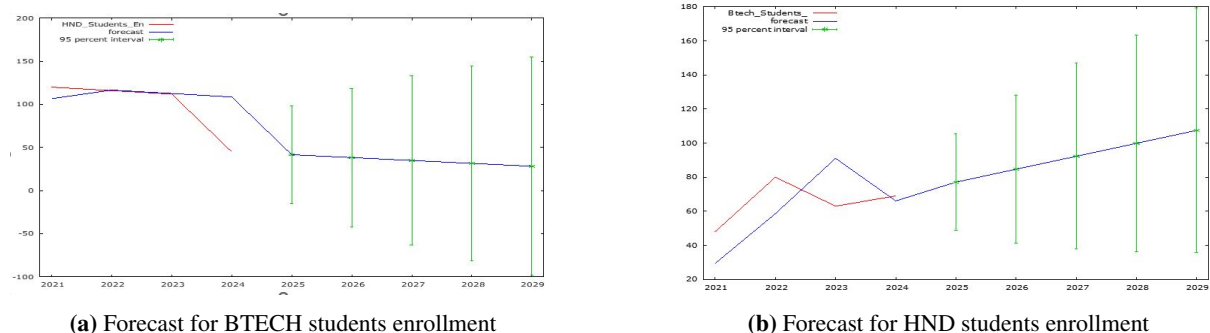 200
150
100
50
0
-50
-100
2021 2022 2023 2024 2025 2026 2027 2028 2029
HND_Students_En
forecast
95 percent interval
(a) Forecast for BTECH students enrollment
180
160
140
120
100
80
60
40
20
2021 2022 2023 2024 2025 2026 2027 2028 2029
Btech_Students_
forecast
95 percent interval
(b) Forecast for HND students enrollment